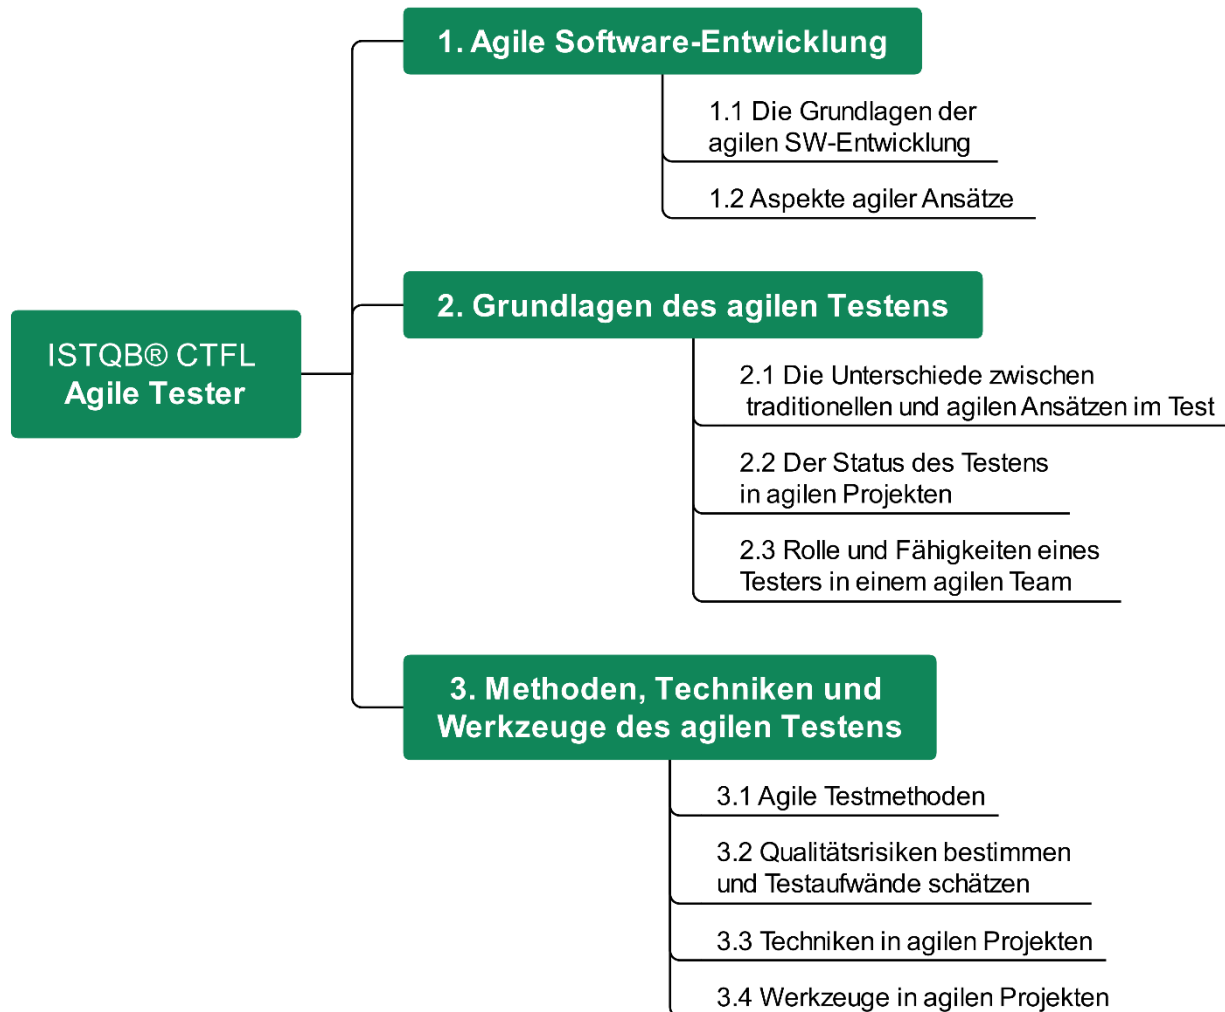 1. Agile Software-Entwicklung
1.1 Die Grundlagen der
agilen SW-Entwicklung
1.2 Aspekte agiler Ansätze
2. Grundlagen des agilen Testens
ISTQB® CTFL
Agile Tester
2.1 Die Unterschiede zwischen
traditionellen und agilen Ansätzen im Test
2.2 Der Status des Testens
in agilen Projekten
2.3 Rolle und Fähigkeiten eines
Testers in einem agilen Team
3. Methoden, Techniken und
Werkzeuge des agilen Testens
3.1 Agile Testmethoden
3.2 Qualitätsrisiken bestimmen
und Testaufwände schätzen
3.3 Techniken in agilen Projekten
3.4 Werkzeuge in agilen Projekten